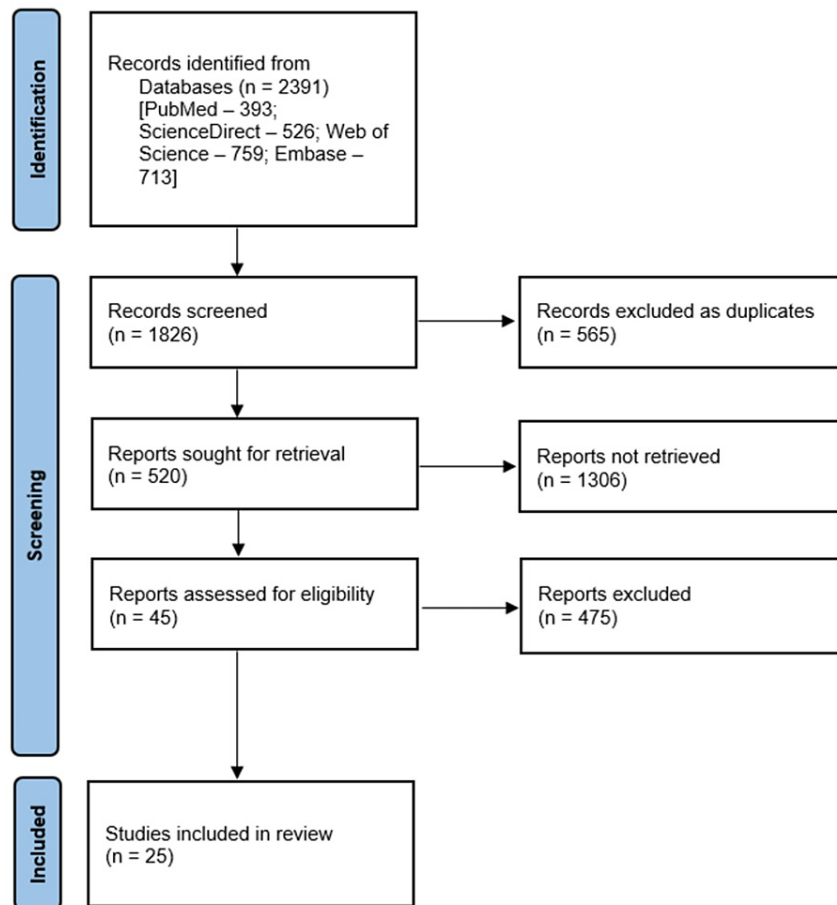 Identification
Records identified from
Databases (n = 2391)
[PubMed – 393;
ScienceDirect – 526; Web of
Science – 759; Embase –
713]
Screening
Records screened
(n = 1826)
Records excluded as duplicates
(n = 565)
Reports sought for retrieval
(n = 520)
Reports not retrieved
(n = 1306)
Reports assessed for eligibility
(n = 45)
Reports excluded
(n = 475)
Included
Studies included in review
(n = 25)